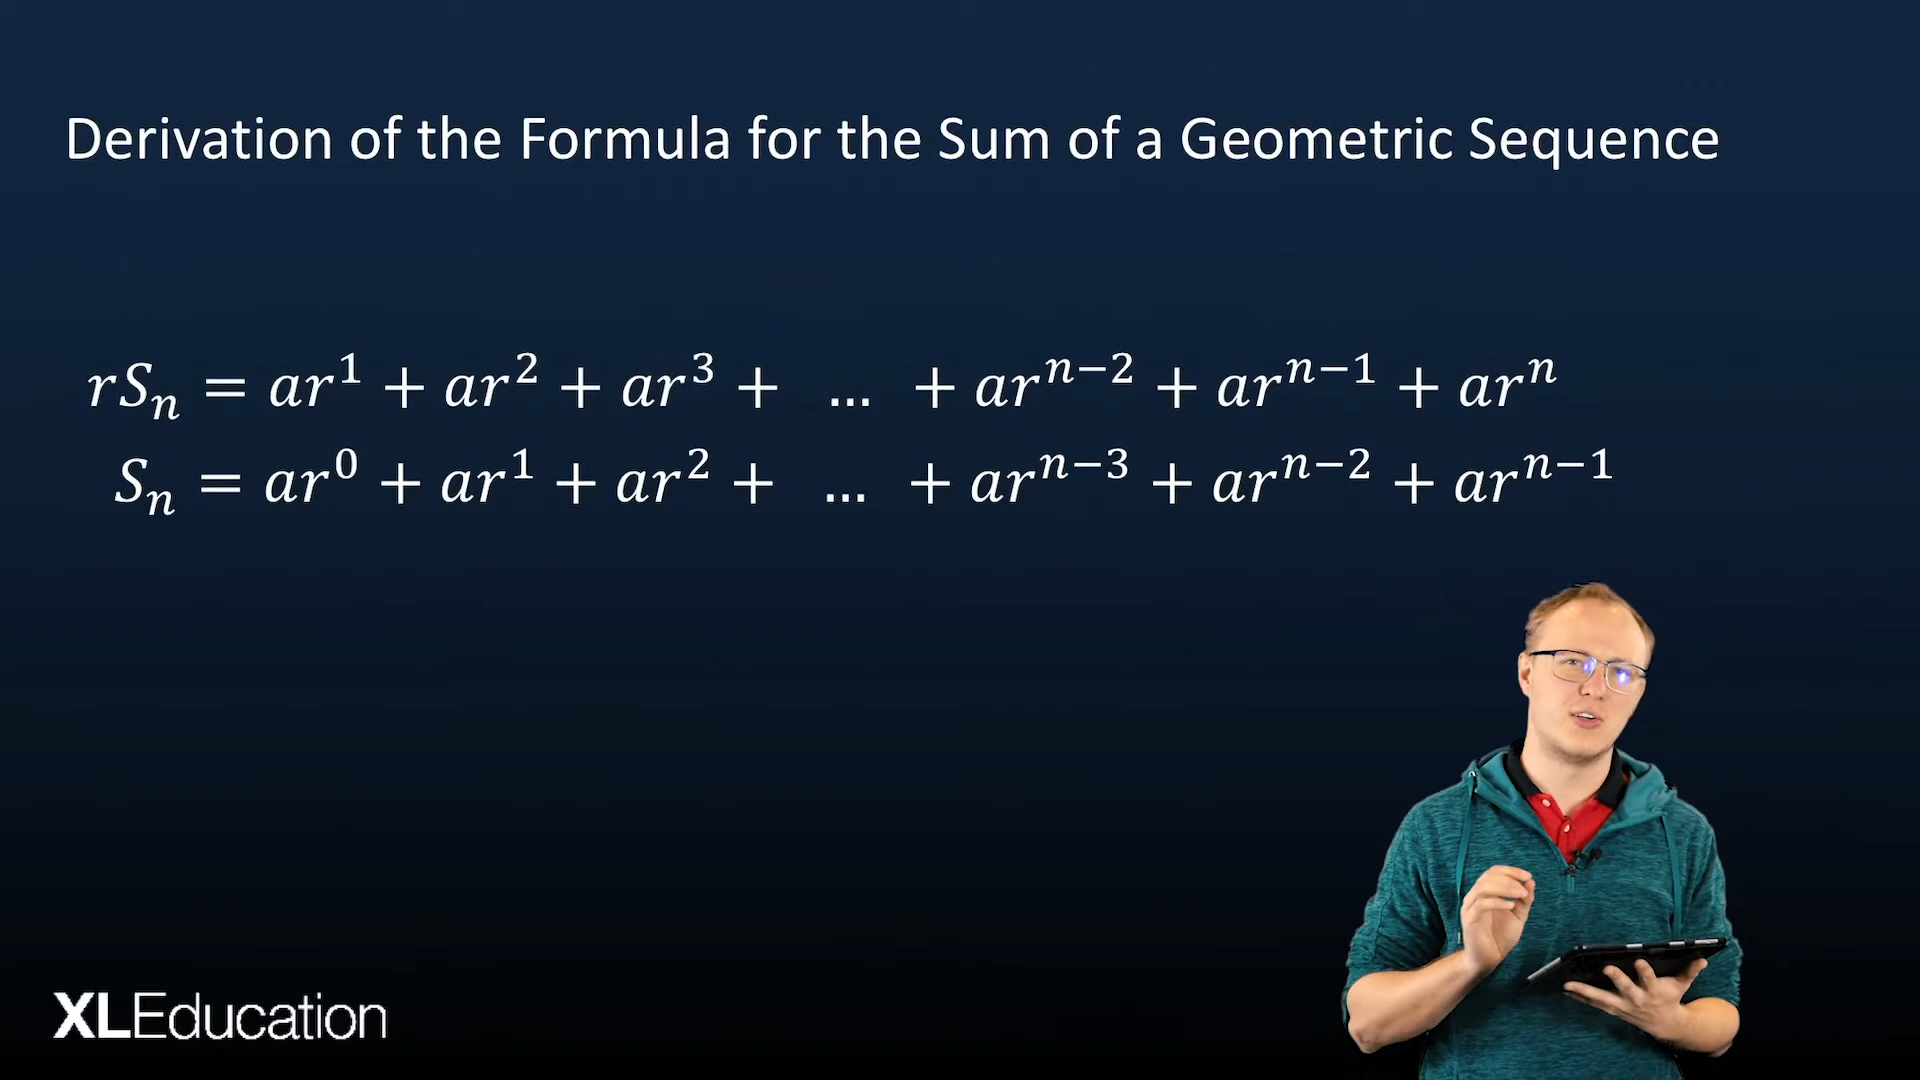 Derivation of the Formula for the Sum of a Geometric Sequence
rSₙ = ar¹ + ar² + ar³ + … + arⁿ⁻² + arⁿ⁻¹ + arⁿ
Sₙ = ar⁰ + ar¹ + ar² + … + arⁿ⁻³ + arⁿ⁻² + arⁿ⁻¹
XLEducation